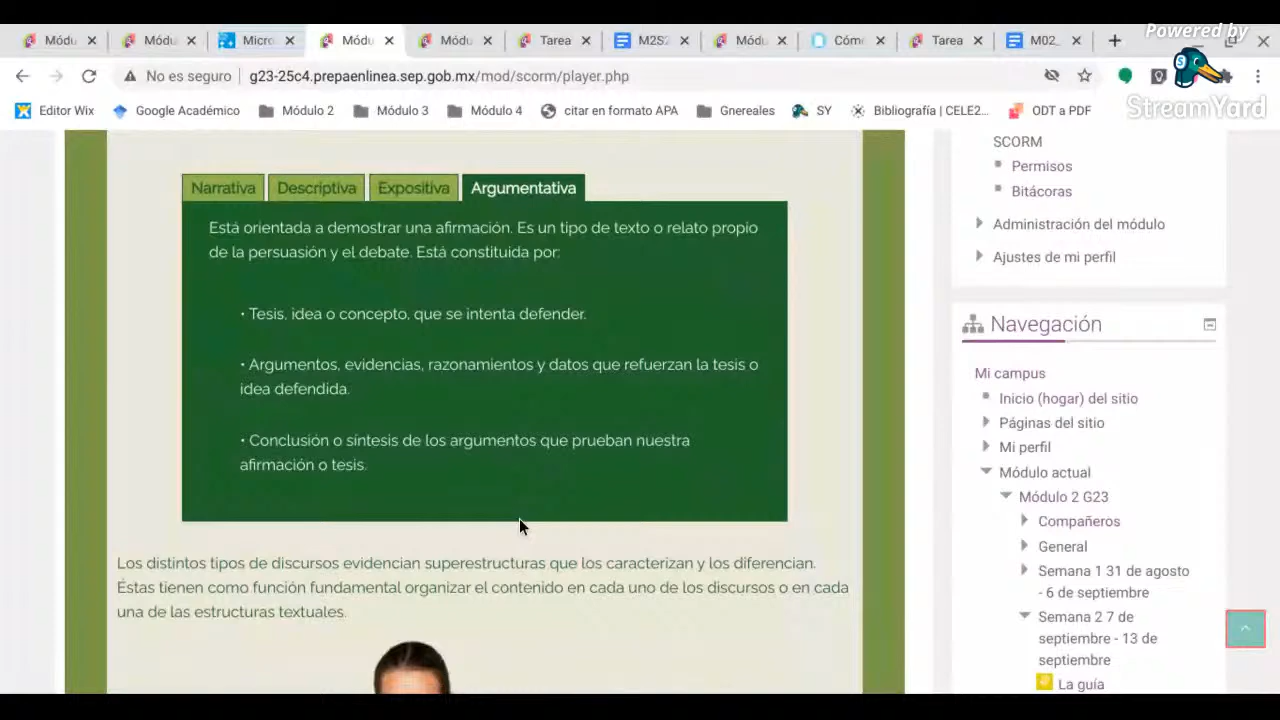 Powered by
StreamYard
Módu
Módu
Micro
Módu
Módu
Tarea
M2S2
Módu
Cómo
Tarea
M02_
No es seguro
g23-25c4.prepaenlinea.sep.gob.mx/mod/scorm/player.php
Editor Wix
Google Académico
Módulo 2
Módulo 3
Módulo 4
citar en formato APA
Gnereales
SY
Bibliografía | CELE2...
ODT a PDF
Narrativa
Descriptiva
Expositiva
Argumentativa
Está orientada a demostrar una afirmación. Es un tipo de texto o relato propio
de la persuasión y el debate. Está constituida por:
• Tesis, idea o concepto, que se intenta defender.
• Argumentos, evidencias, razonamientos y datos que refuerzan la tesis o
idea defendida.
• Conclusión o síntesis de los argumentos que prueban nuestra
afirmación o tesis.
Los distintos tipos de discursos evidencian superestructuras que los caracterizan y los diferencian.
Éstas tienen como función fundamental organizar el contenido en cada uno de los discursos o en cada
una de las estructuras textuales.
SCORM
Permisos
Bitácoras
Administración del módulo
Ajustes de mi perfil
Navegación
Mi campus
Inicio (hogar) del sitio
Páginas del sitio
Mi perfil
Módulo actual
Módulo 2 G23
Compañeros
General
Semana 1 31 de agosto
- 6 de septiembre
Semana 2 7 de
septiembre - 13 de
septiembre
La guía